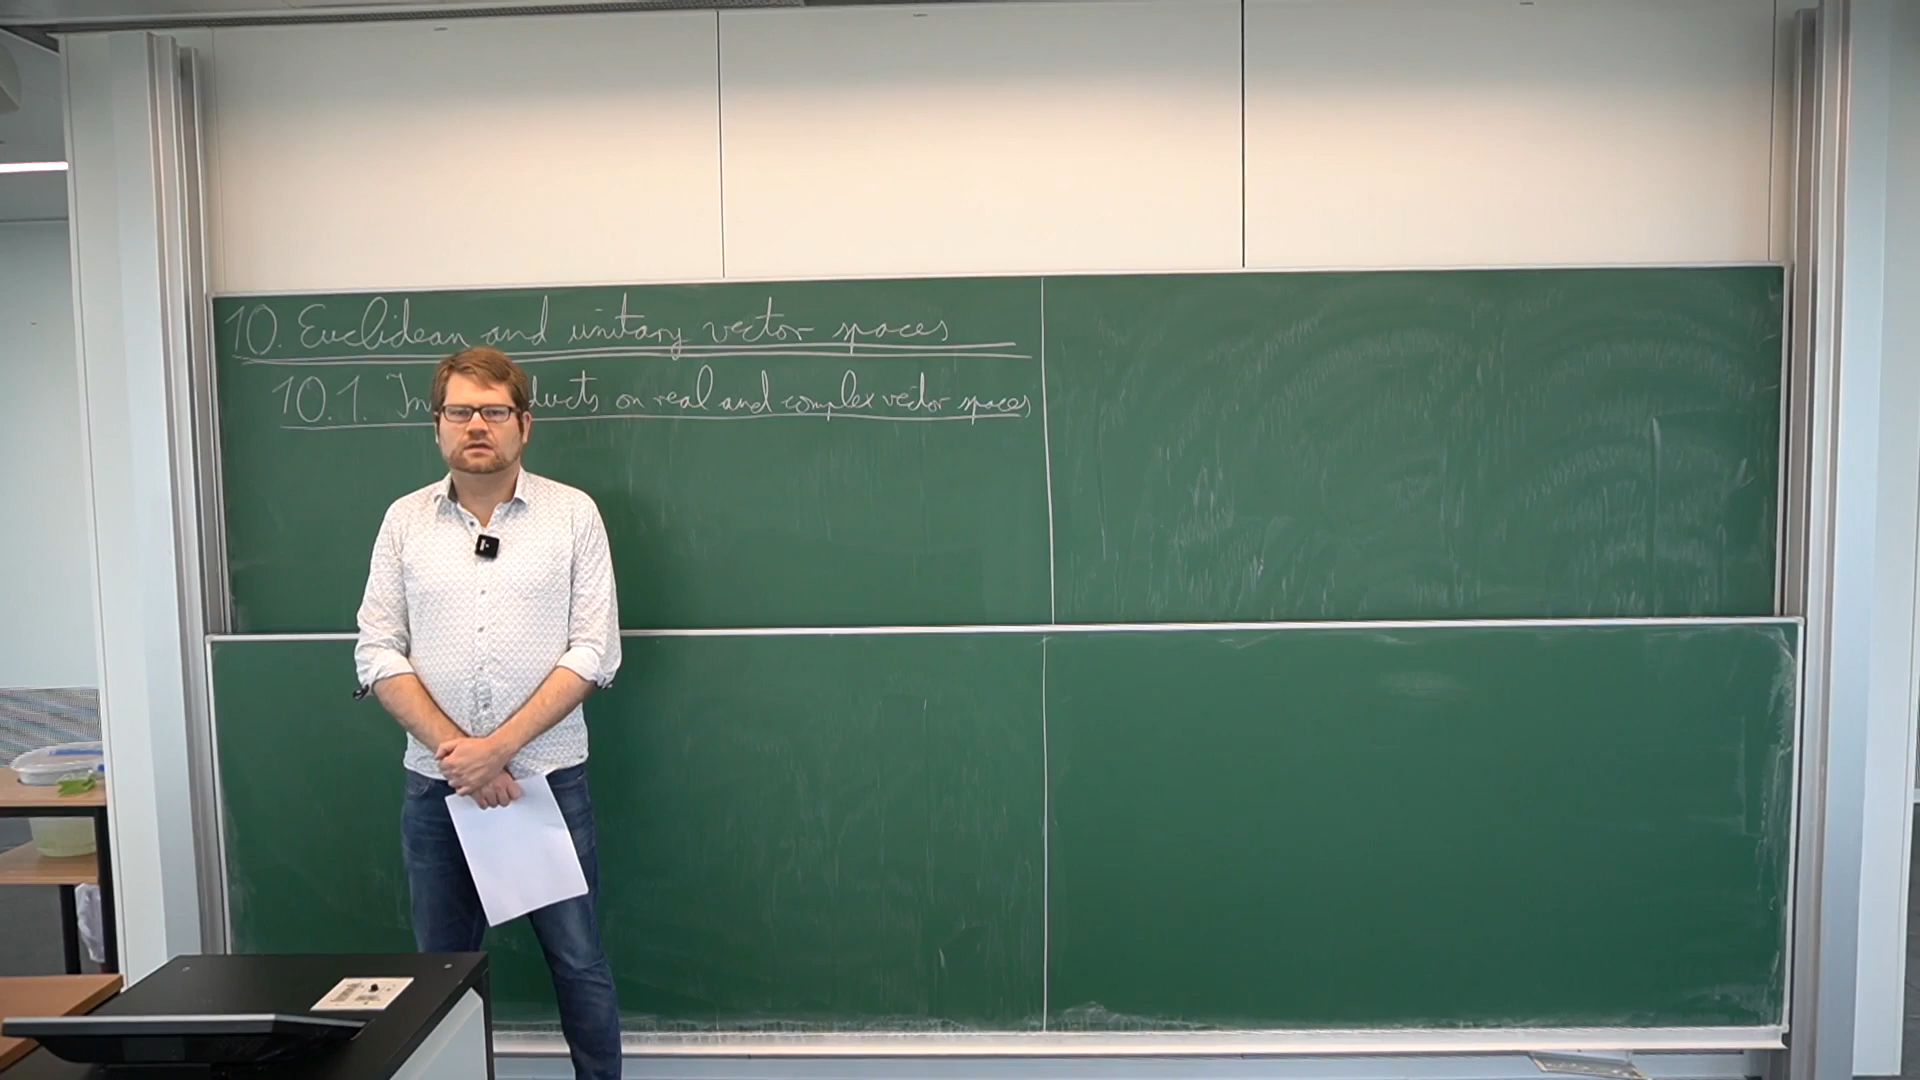 10. Euclidean and unitary vector spaces
10.1. In ducts on real and complex vector spaces